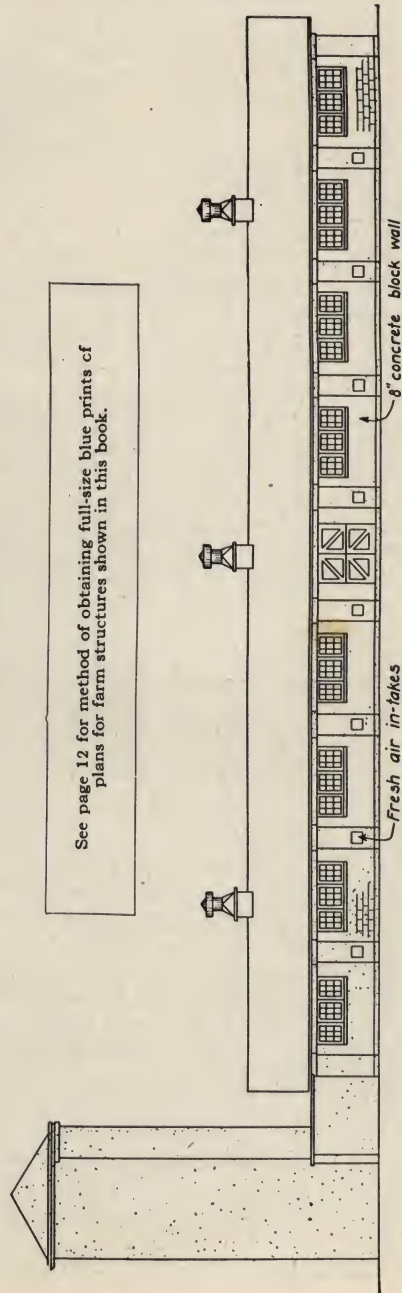 See page 12 for method of obtaining full-size blue prints cf
plans for farm structures shown in this book.
Fresh air in-takes
8" concrete block wall